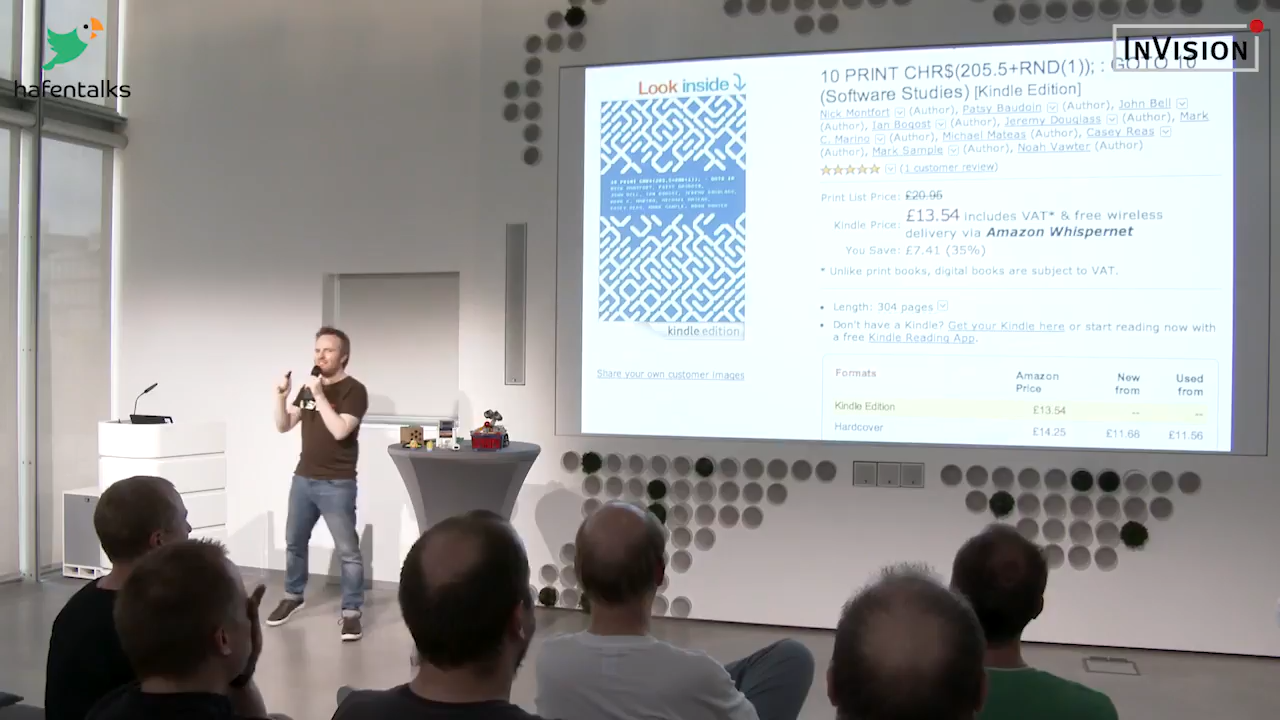 hafentalks
INVISION
Look inside
kindle edition
Share your own customer images
10 PRINT CHR$(205.5+RND(1)); : GOTO 10
(Software Studies) [Kindle Edition]
Nick Montfort (Author), Patsy Baudoin (Author), John Bell
(Author), Ian Bogost (Author), Jeremy Douglass (Author), Mark
C. Marino (Author), Michael Mateas (Author), Casey Reas
(Author), Mark Sample (Author), Noah Vawter (Author)
(1 customer review)
Print List Price: £20.95
Kindle Price: £13.54 includes VAT* & free wireless
delivery via Amazon Whispernet
You Save: £7.41 (35%)
* Unlike print books, digital books are subject to VAT.
• Length: 304 pages
• Don't have a Kindle? Get your Kindle here or start reading now with
a free Kindle Reading App.
Formats Amazon Price New from Used from
Kindle Edition £13.54 -- --
Hardcover £14.25 £11.68 £11.56